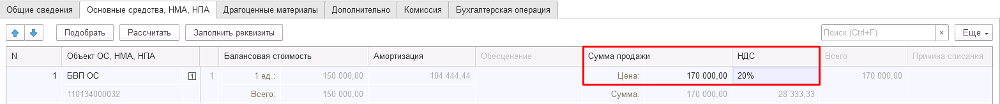 Общие сведения Основные средства, НМА, НПА Драгоценные материалы Дополнительно Комиссия Бухгалтерская операция
Подобрать Рассчитать Заполнить реквизиты Поиск (Ctrl+F) × Еще
N Объект ОС, НМА, НПА Балансовая стоимость Амортизация Обесценение Сумма продажи НДС Всего Причина списания
1 БВП ОС 1 1 1 ед.: 150 000,00 104 444,44 Цена: 170 000,00 20% 170 000,00
110134000032 Всего: 150 000,00 Сумма: 170 000,00 28 333,33